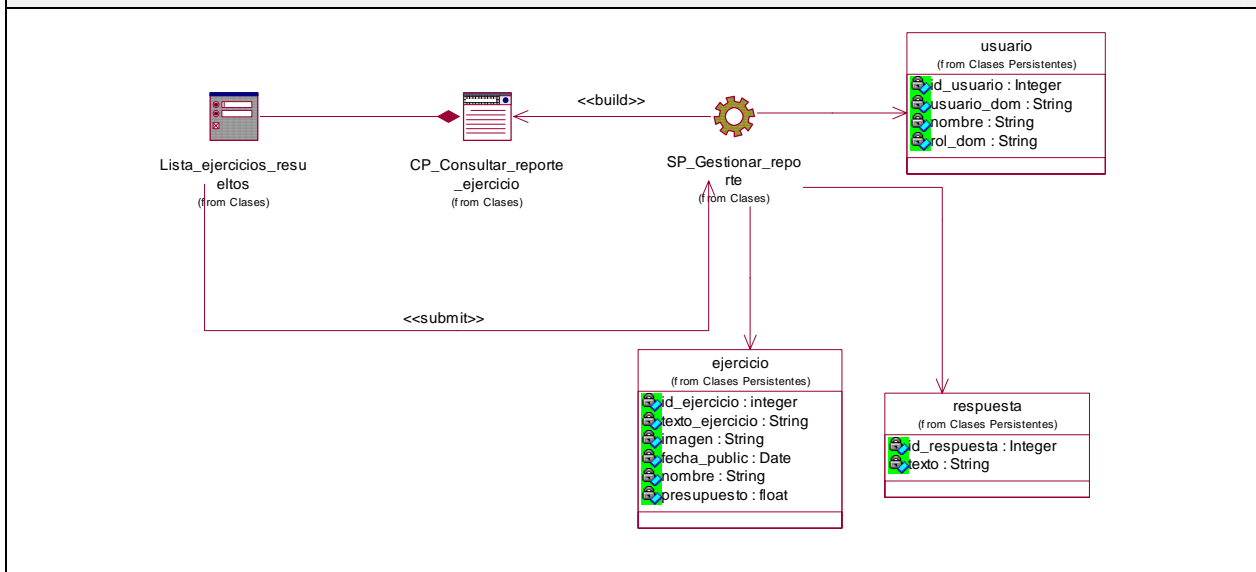 usuario
(from Clases Persistentes)
id_usuario : Integer
usuario_dom : String
nombre : String
rol_dom : String
<<build>>
Lista_ejercicios_resu
eltos
(from Clases)
CP_Consultar_reporte
_ejercicio
(from Clases)
SP_Gestionar_repo
rte
(from Clases)
<<submit>>
ejercicio
(from Clases Persistentes)
id_ejercicio : integer
texto_ejercicio : String
imagen : String
fecha_public : Date
nombre : String
presupuesto : float
respuesta
(from Clases Persistentes)
id_respuesta : Integer
texto : String